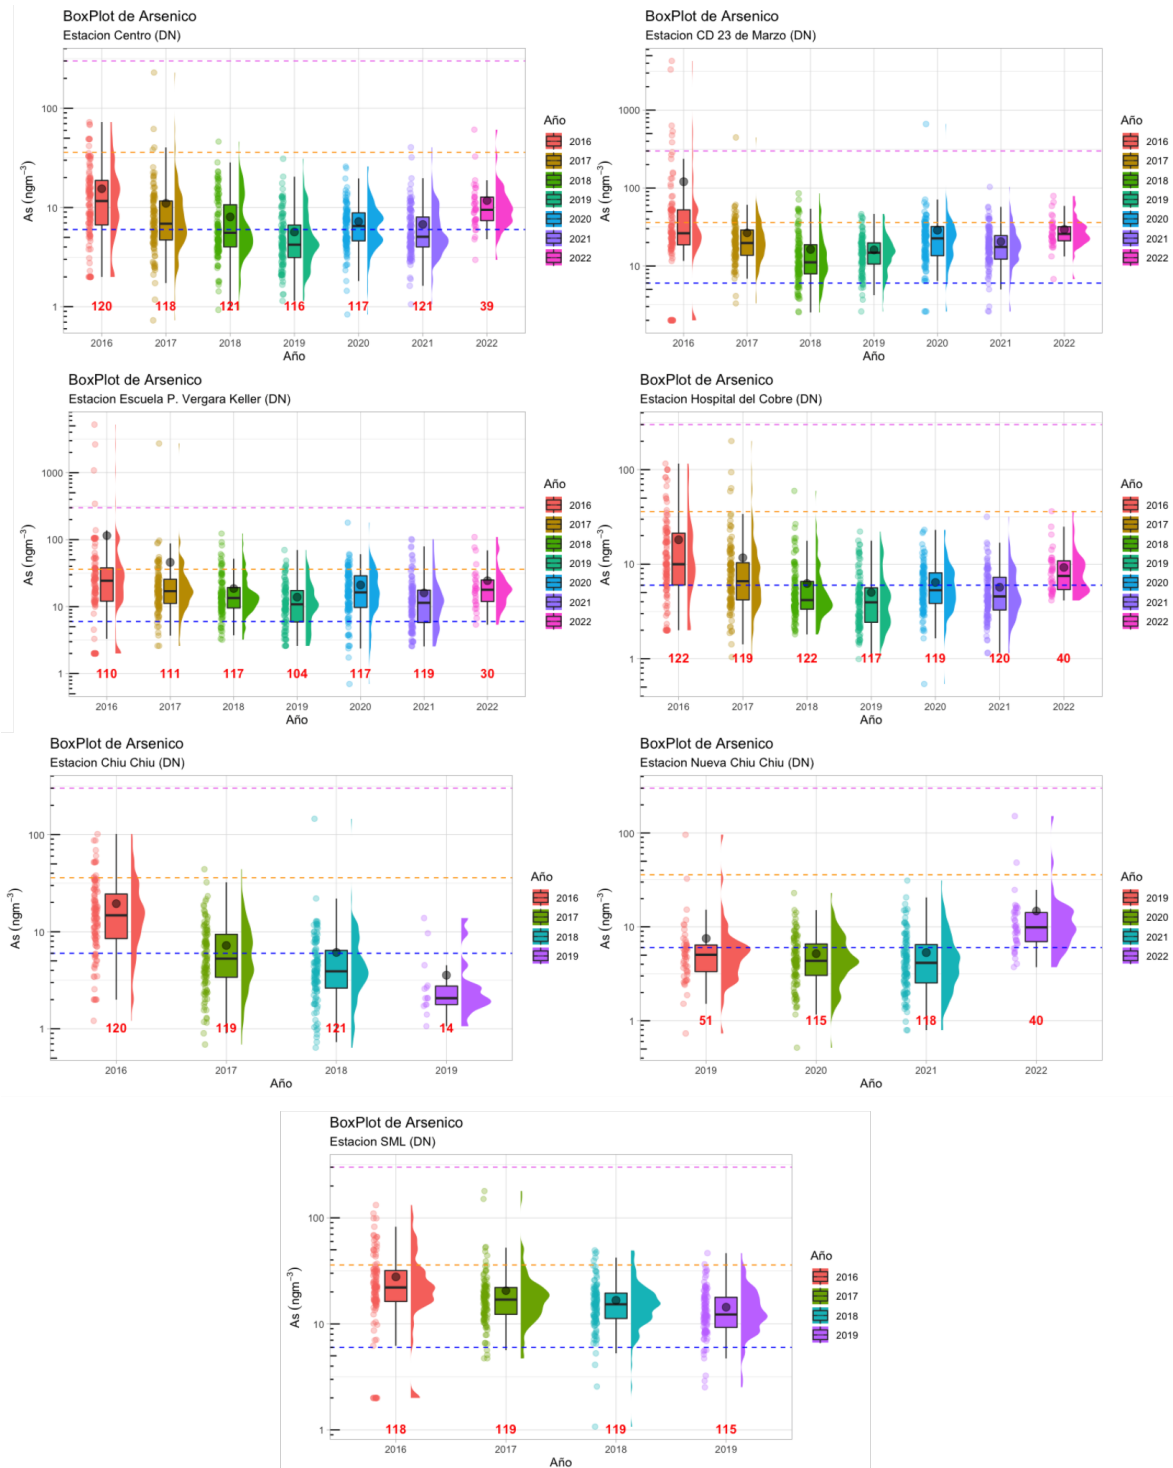 BoxPlot de Arsenico
Estacion Centro (DN)
As (ngm⁻³)
100
10
1
120 118 121 116 117 121 39
2016 2017 2018 2019 2020 2021 2022
Año
Año
2016
2017
2018
2019
2020
2021
2022
BoxPlot de Arsenico
Estacion CD 23 de Marzo (DN)
As (ngm⁻³)
1000
100
10
2016 2017 2018 2019 2020 2021 2022
Año
Año
2016
2017
2018
2019
2020
2021
2022
BoxPlot de Arsenico
Estacion Escuela P. Vergara Keller (DN)
As (ngm⁻³)
1000
100
10
1
110 111 117 104 117 119 30
2016 2017 2018 2019 2020 2021 2022
Año
Año
2016
2017
2018
2019
2020
2021
2022
BoxPlot de Arsenico
Estacion Hospital del Cobre (DN)
As (ngm⁻³)
100
10
1
122 119 122 117 119 120 40
2016 2017 2018 2019 2020 2021 2022
Año
Año
2016
2017
2018
2019
2020
2021
2022
BoxPlot de Arsenico
Estacion Chiu Chiu (DN)
As (ngm⁻³)
100
10
1
120 119 121 14
2016 2017 2018 2019
Año
Año
2016
2017
2018
2019
BoxPlot de Arsenico
Estacion Nueva Chiu Chiu (DN)
As (ngm⁻³)
100
10
1
51 115 118 40
2019 2020 2021 2022
Año
Año
2019
2020
2021
2022
BoxPlot de Arsenico
Estacion SML (DN)
As (ngm⁻³)
100
10
1
118 119 119 115
2016 2017 2018 2019
Año
Año
2016
2017
2018
2019